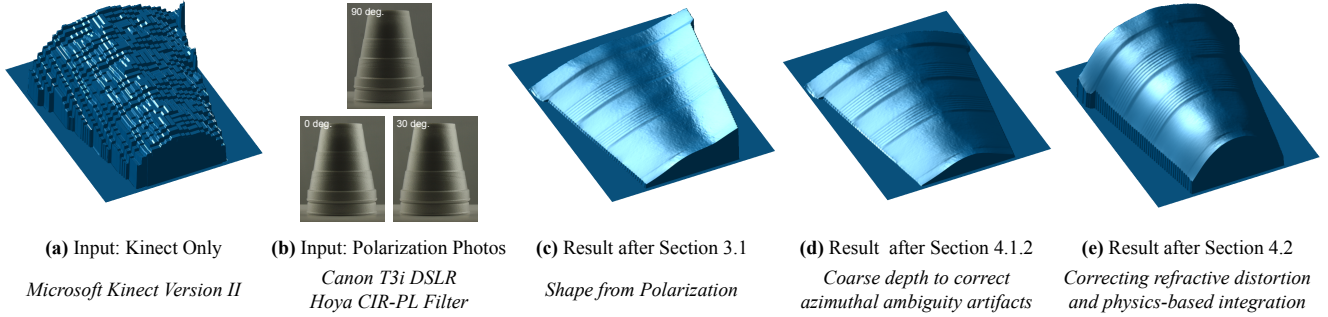 90 deg.
0 deg.
30 deg.
(a) Input: Kinect Only
Microsoft Kinect Version II
(b) Input: Polarization Photos
Canon T3i DSLR
Hoya CIR-PL Filter
(c) Result after Section 3.1
Shape from Polarization
(d) Result after Section 4.1.2
Coarse depth to correct
azimuthal ambiguity artifacts
(e) Result after Section 4.2
Correcting refractive distortion
and physics-based integration